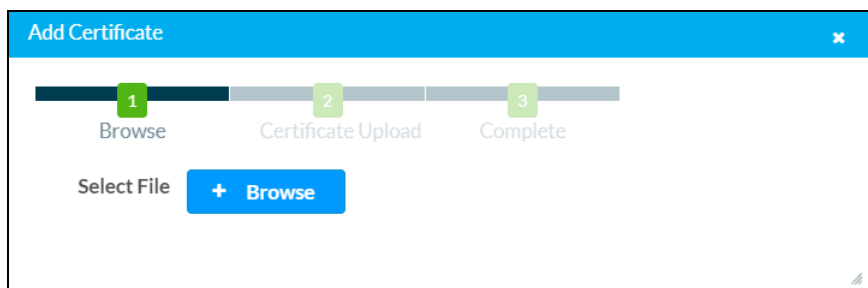 Add Certificate
1 2 3
Browse Certificate Upload Complete
Select File + Browse